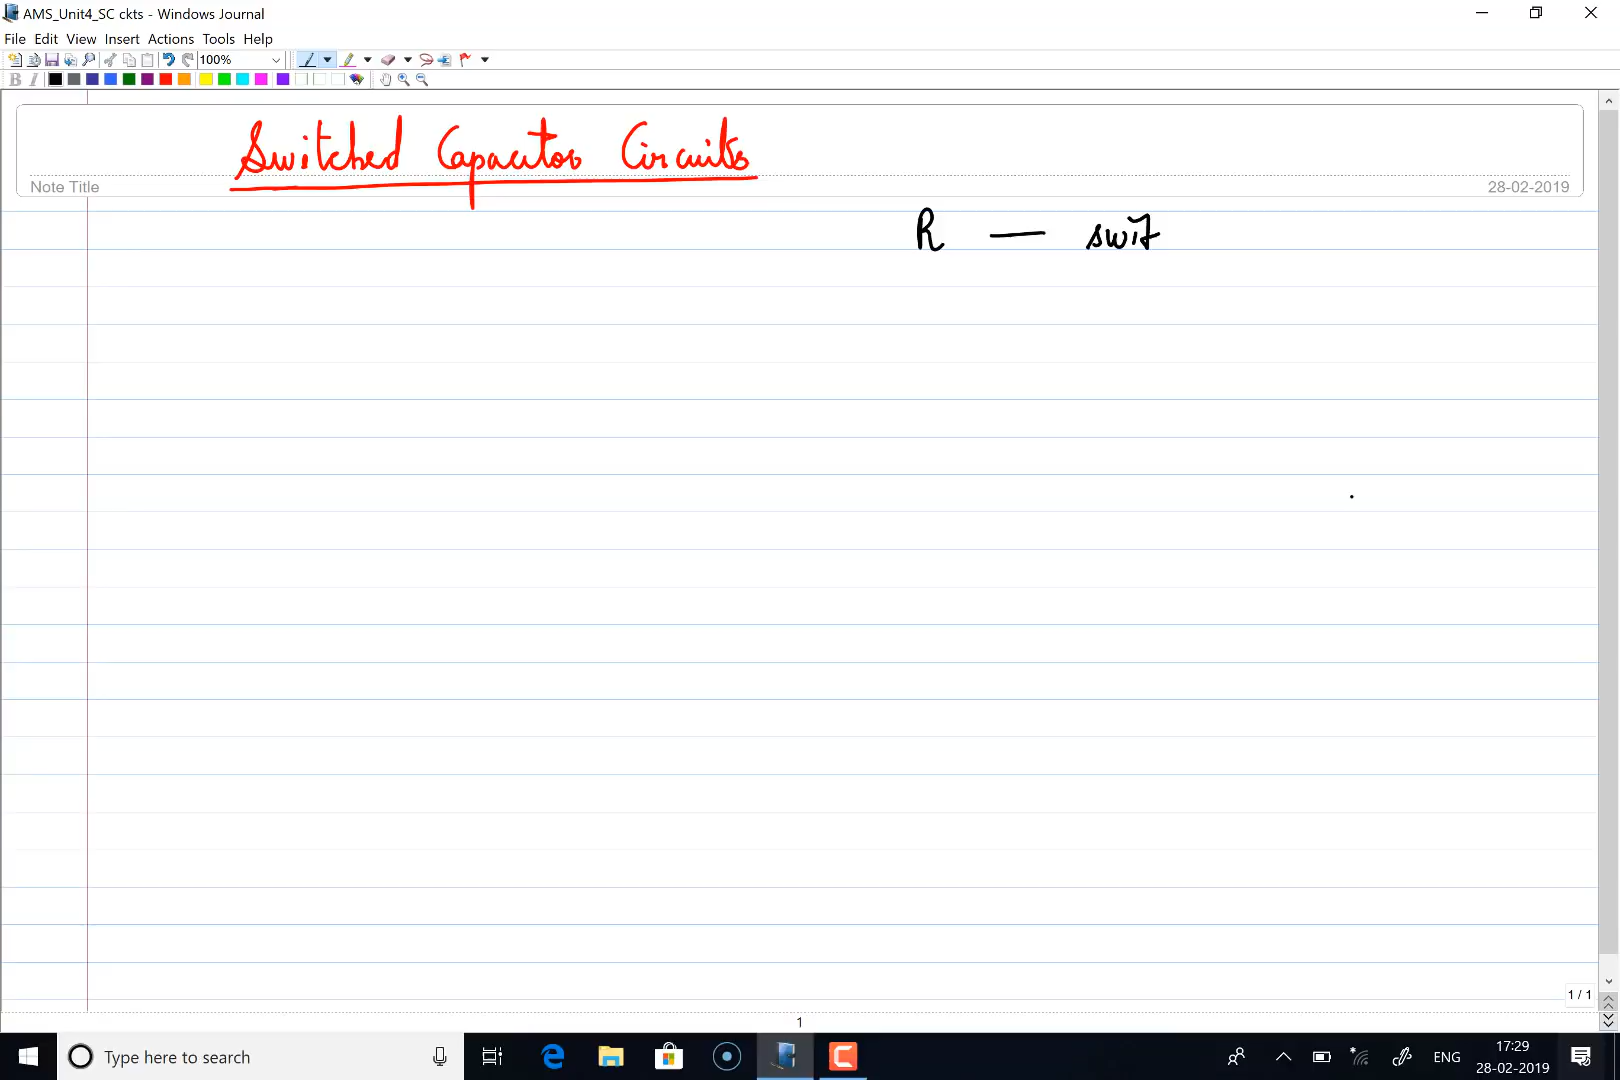 AMS_Unit4_SC ckts - Windows Journal
File Edit View Insert Actions Tools Help
100%
B I
Switched Capacitor Circuits
Note Title
28-02-2019
R — swit
1 / 1
1
Type here to search
ENG
17:29
28-02-2019